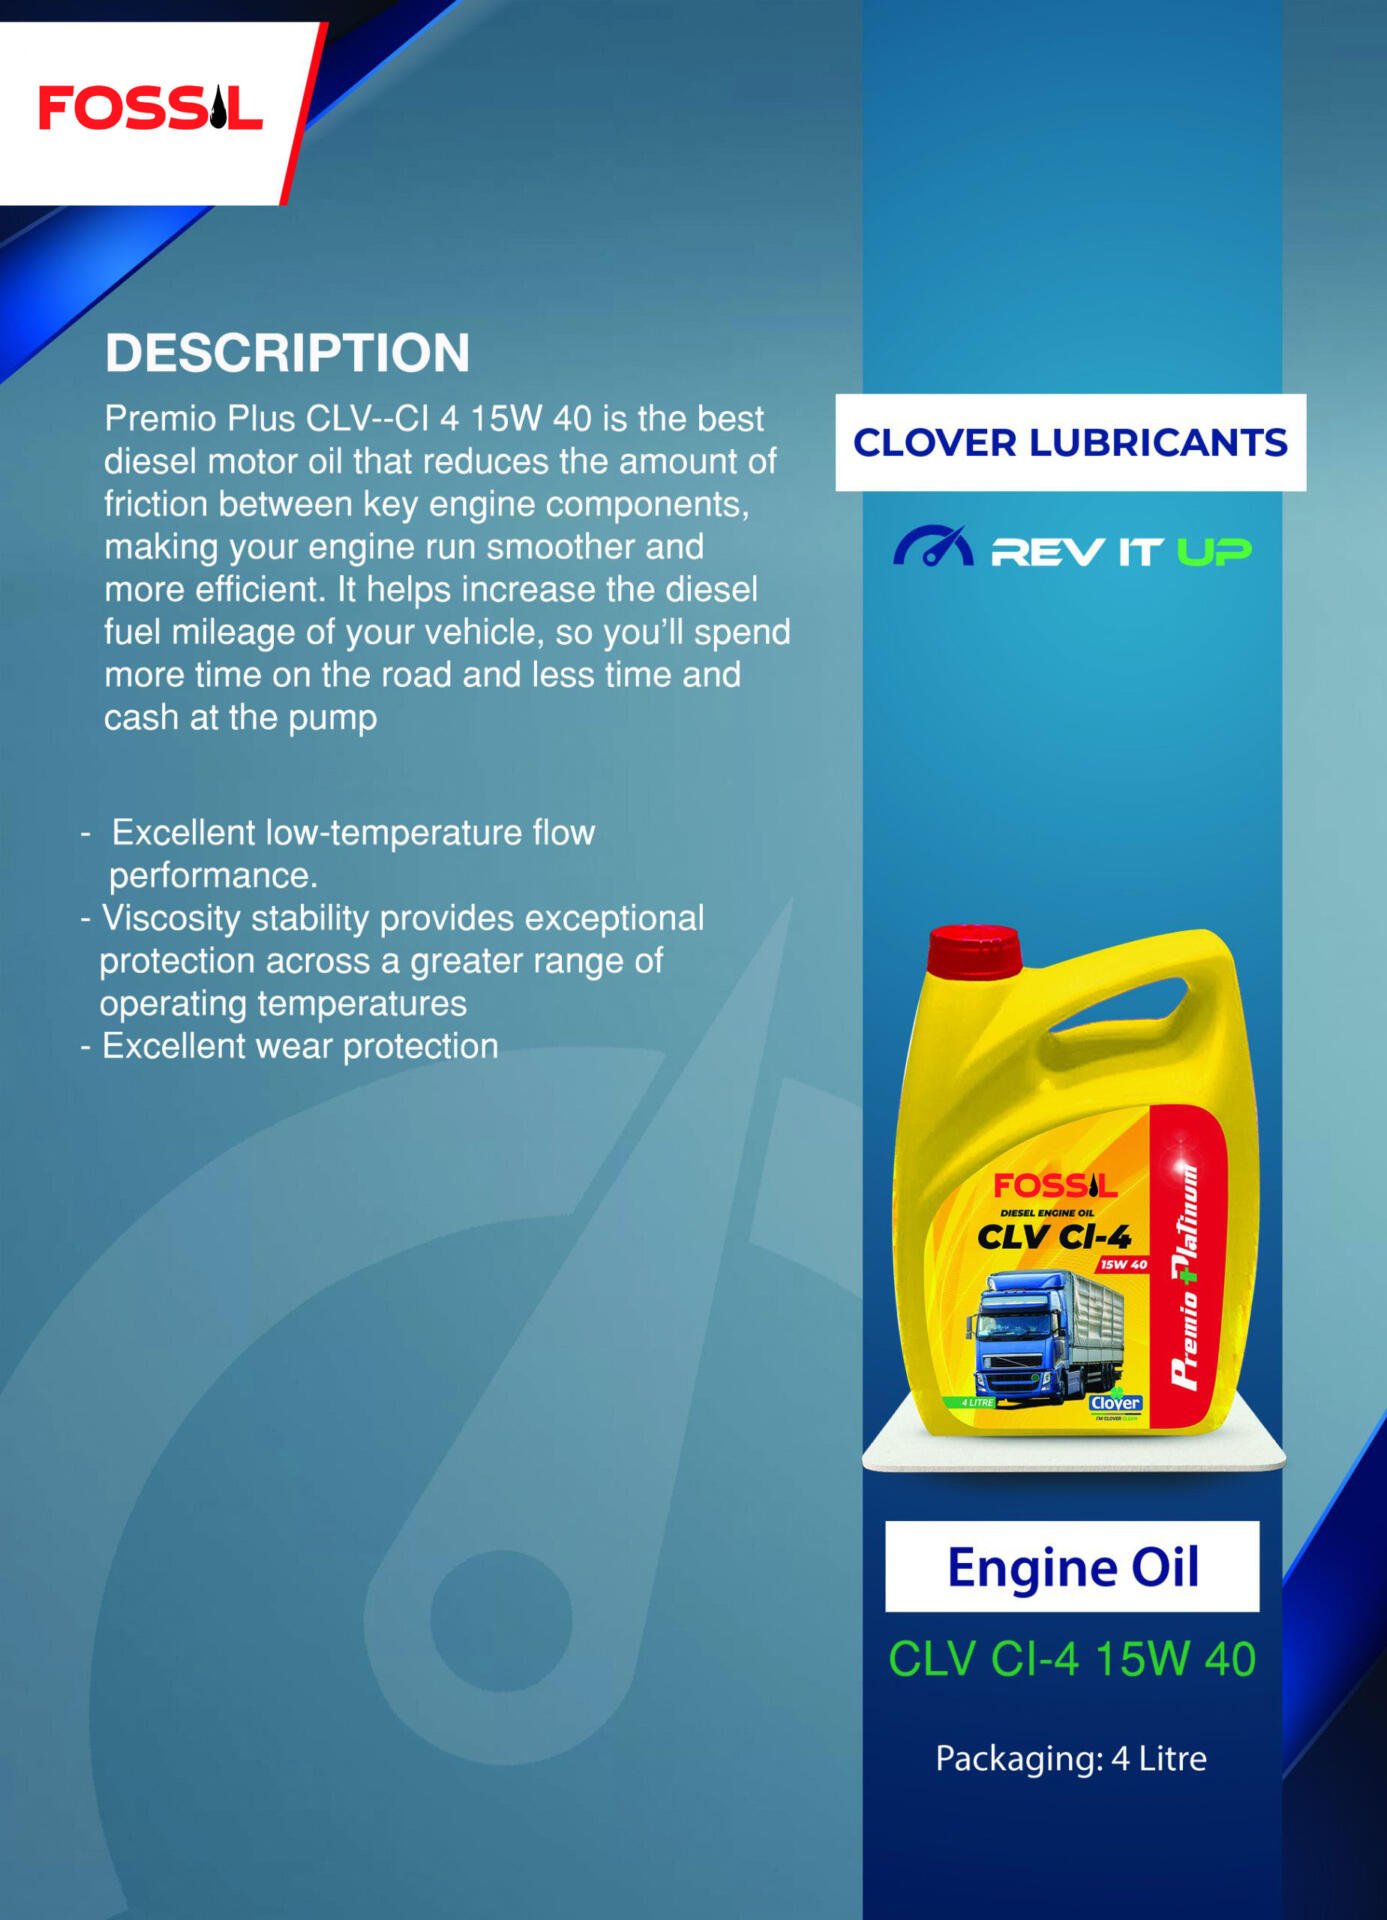 FOSSIL
DESCRIPTION
Premio Plus CLV--CI 4 15W 40 is the best
diesel motor oil that reduces the amount of
friction between key engine components,
making your engine run smoother and
more efficient. It helps increase the diesel
fuel mileage of your vehicle, so you’ll spend
more time on the road and less time and
cash at the pump
- Excellent low-temperature flow
performance.
- Viscosity stability provides exceptional
protection across a greater range of
operating temperatures
- Excellent wear protection
CLOVER LUBRICANTS
REV IT UP
FOSSIL
DIESEL ENGINE OIL
CLV CI-4
15W 40
Premio Platinum
4 LITRE
Clover
I'M CLOVER CLEAN
Engine Oil
CLV CI-4 15W 40
Packaging: 4 Litre